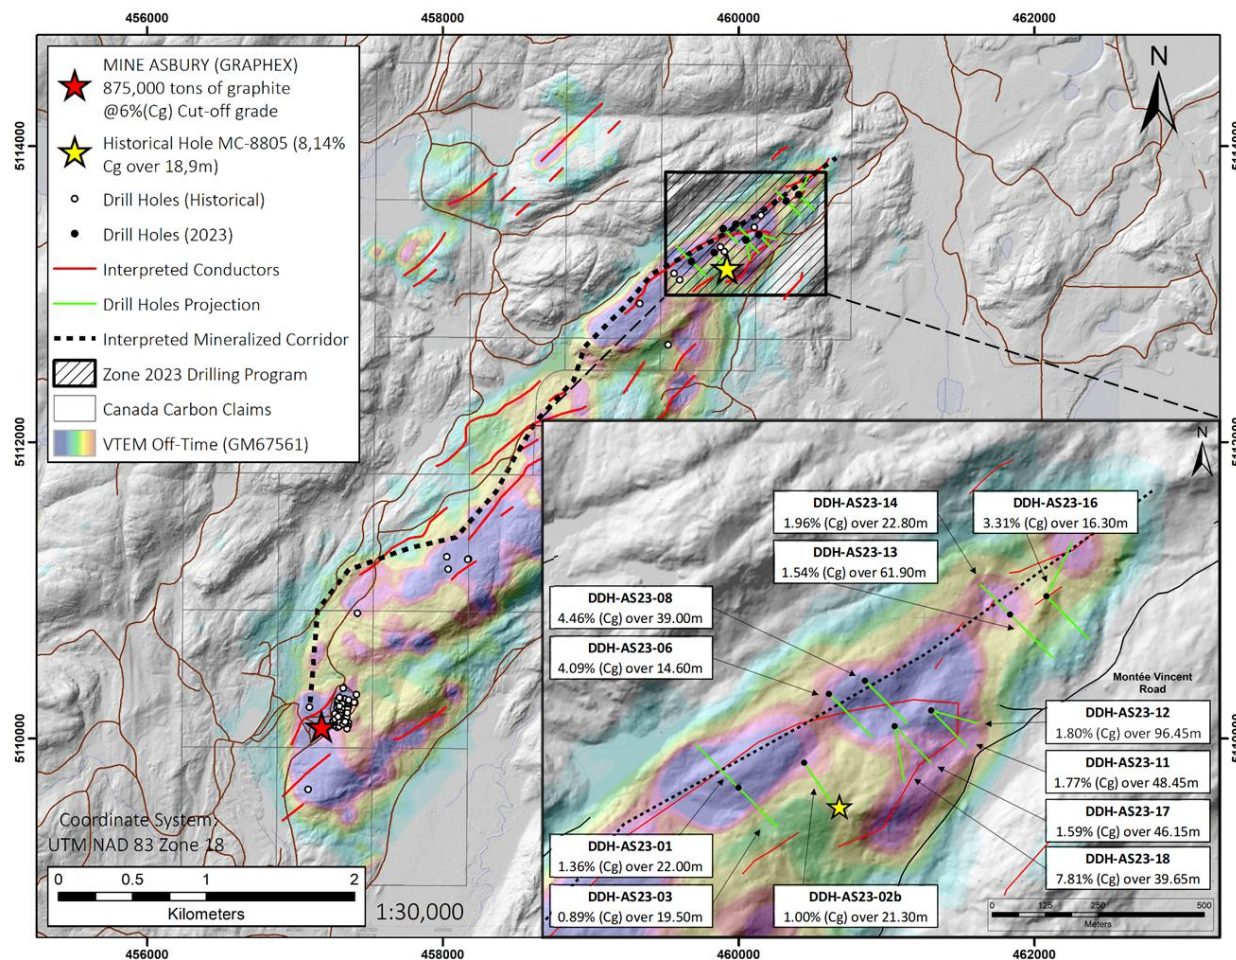 456000
458000
460000
462000
MINE ASBURY (GRAPHEX)
875,000 tons of graphite
@6%(Cg) Cut-off grade
Historical Hole MC-8805 (8,14%
Cg over 18,9m)
Drill Holes (Historical)
Drill Holes (2023)
Interpreted Conductors
Drill Holes Projection
Interpreted Mineralized Corridor
Zone 2023 Drilling Program
Canada Carbon Claims
VTEM Off-Time (GM67561)
N
5114000
5114000
5112000
5112000
5110000
5110000
N
DDH-AS23-14
1.96% (Cg) over 22.80m
DDH-AS23-16
3.31% (Cg) over 16.30m
DDH-AS23-13
1.54% (Cg) over 61.90m
DDH-AS23-08
4.46% (Cg) over 39.00m
DDH-AS23-06
4.09% (Cg) over 14.60m
Montée Vincent
Road
DDH-AS23-12
1.80% (Cg) over 96.45m
DDH-AS23-11
1.77% (Cg) over 48.45m
DDH-AS23-17
1.59% (Cg) over 46.15m
DDH-AS23-18
7.81% (Cg) over 39.65m
DDH-AS23-01
1.36% (Cg) over 22.00m
DDH-AS23-03
0.89% (Cg) over 19.50m
DDH-AS23-02b
1.00% (Cg) over 21.30m
0 125 250 500
Meters
Coordinate System
UTM NAD 83 Zone 18
0 0.5 1 2
Kilometers
1:30,000
456000
458000
460000
462000